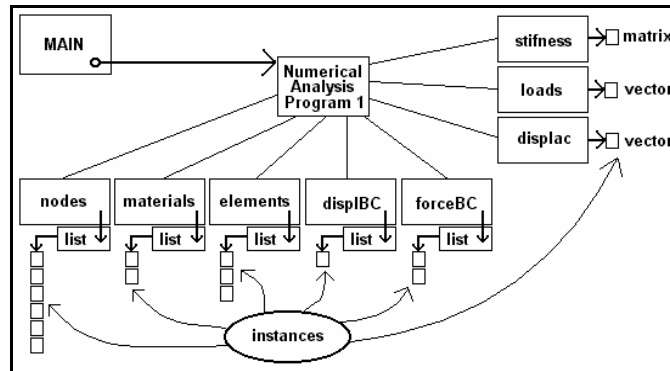 MAIN
Numerical
Analysis
Program 1
stifness
matrix
loads
vector
displac
vector
nodes
materials
elements
displBC
forceBC
list
list
list
list
list
instances